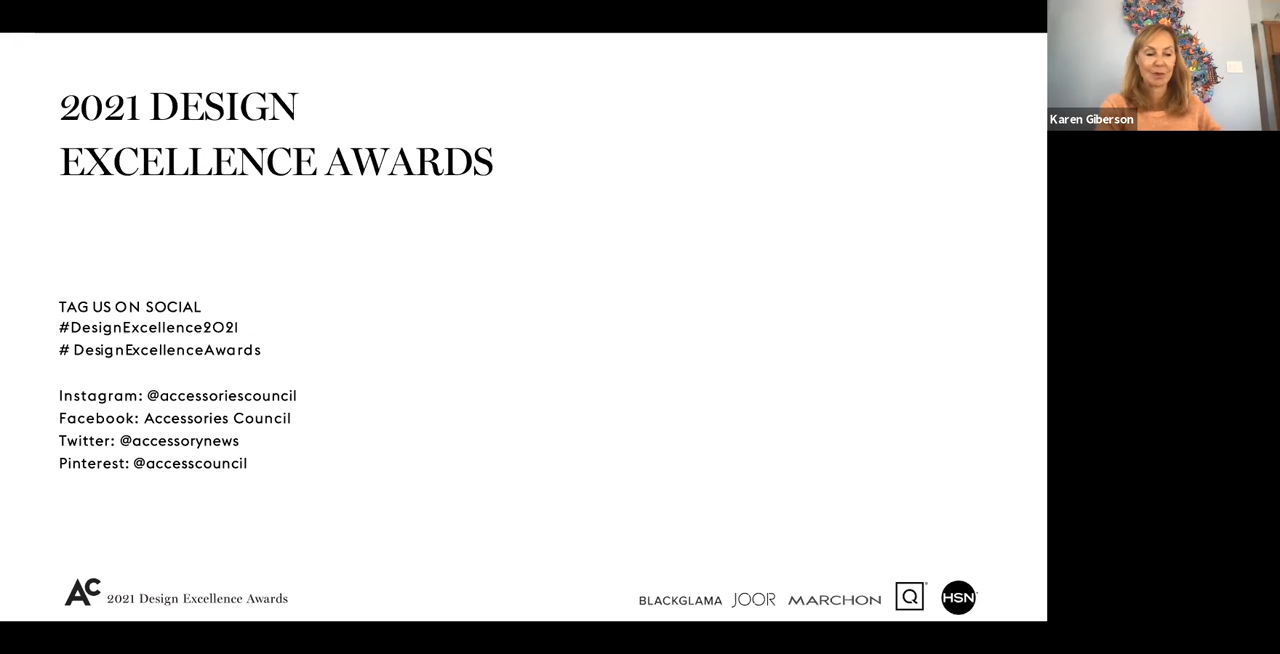 2021 DESIGN
EXCELLENCE AWARDS
TAG US ON SOCIAL
#DesignExcellence2021
# DesignExcellenceAwards
Instagram: @accessoriescouncil
Facebook: Accessories Council
Twitter: @accessorynews
Pinterest: @accesscouncil
AC 2021 Design Excellence Awards
BLACKGLAMA JOOR MARCHON Q HSN
Karen Giberson